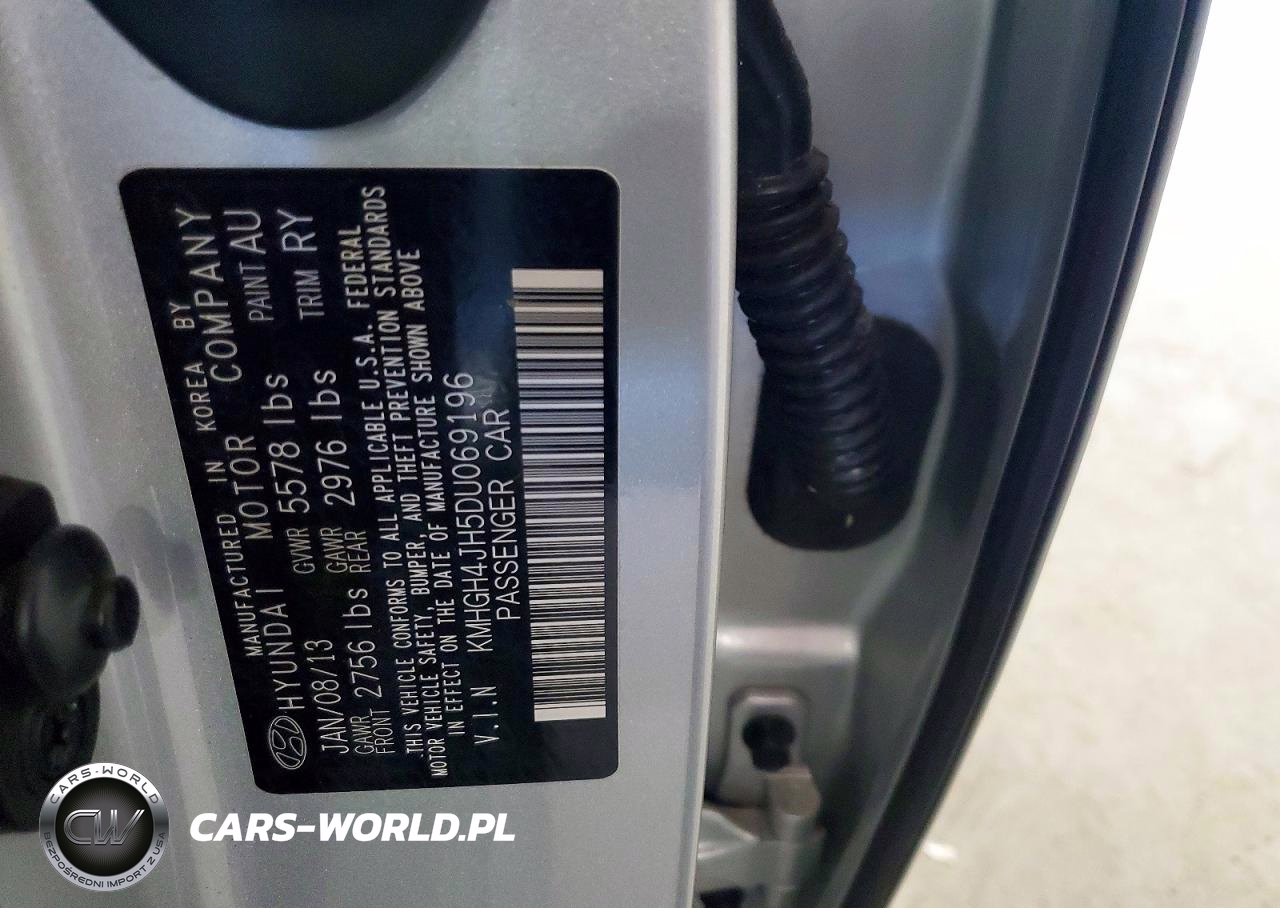 MANUFACTURED IN KOREA BY
HYUNDAI MOTOR COMPANY
JAN/08/13 GVWR 5578 lbs PAINT AU
GAWR FRONT 2756 lbs GAWR REAR 2976 lbs TRIM RY
THIS VEHICLE CONFORMS TO ALL APPLICABLE U.S.A. FEDERAL
MOTOR VEHICLE SAFETY, BUMPER, AND THEFT PREVENTION STANDARDS
IN EFFECT ON THE DATE OF MANUFACTURE SHOWN ABOVE
V.I.N KMHGH4JH5DU069196
PASSENGER CAR
CARS-WORLD
CW
BEZPOŚREDNI IMPORT Z USA
CARS-WORLD.PL